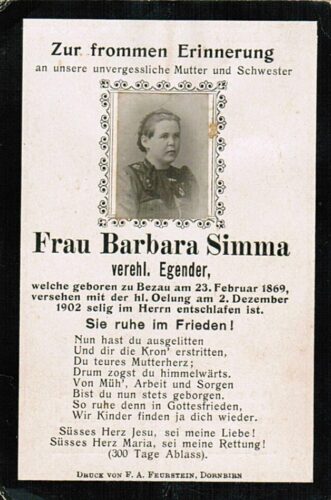 Zur frommen Erinnerung
an unsere unvergessliche Mutter und Schwester
Frau Barbara Simma
verehl. Egender,
welche geboren zu Bezau am 23. Februar 1869,
versehen mit der hl. Oelung am 2. Dezember
1902 selig im Herrn entschlafen ist.
Sie ruhe im Frieden!
Nun hast du ausgelitten
Und dir die Kron' erstritten,
Du teures Mutterherz;
Drum zogst du himmelwärts.
Von Müh', Arbeit und Sorgen
Bist du nun stets geborgen.
So ruhe denn in Gottesfrieden,
Wir Kinder finden ja dich wieder.
Süsses Herz Jesu, sei meine Liebe!
Süsses Herz Maria, sei meine Rettung!
(300 Tage Ablass).
Druck von F. A. Feurstein, Dornbirn